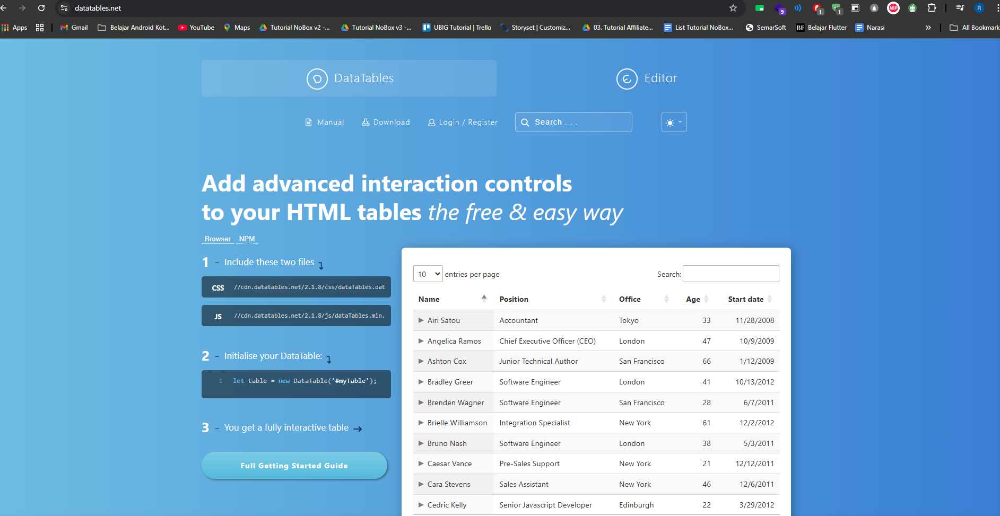 datatables.net
9
1
1
ABP
R
Apps
Gmail
Belajar Android Kot...
YouTube
Maps
Tutorial NoBox v2 -...
Tutorial NoBox v3 -...
UBIG Tutorial | Trello
Storyset | Customiz...
03. Tutorial Affiliate...
List Tutorial NoBox...
SemarSoft
BF Belajar Flutter
Narasi
»
All Bookmark
DataTables
Editor
Manual
Download
Login / Register
Search . . .
Add advanced interaction controls
to your HTML tables the free & easy way
Browser NPM
1 – Include these two files
CSS //cdn.datatables.net/2.1.8/css/dataTables.dat
JS //cdn.datatables.net/2.1.8/js/dataTables.min.
2 – Initialise your DataTable:
1 let table = new DataTable('#myTable');
3 – You get a fully interactive table →
Full Getting Started Guide
10 entries per page
Search:
Name Position Office Age Start date
Airi Satou Accountant Tokyo 33 11/28/2008
Angelica Ramos Chief Executive Officer (CEO) London 47 10/9/2009
Ashton Cox Junior Technical Author San Francisco 66 1/12/2009
Bradley Greer Software Engineer London 41 10/13/2012
Brenden Wagner Software Engineer San Francisco 28 6/7/2011
Brielle Williamson Integration Specialist New York 61 12/2/2012
Bruno Nash Software Engineer London 38 5/3/2011
Caesar Vance Pre-Sales Support New York 21 12/12/2011
Cara Stevens Sales Assistant New York 46 12/6/2011
Cedric Kelly Senior Javascript Developer Edinburgh 22 3/29/2012